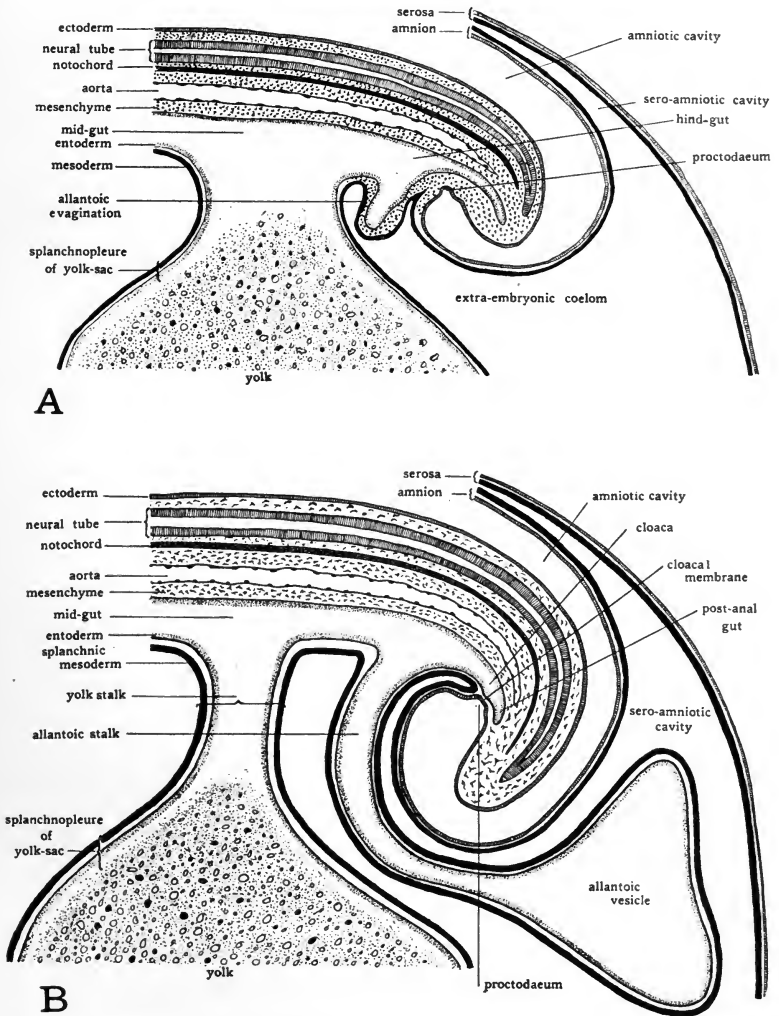 serosa
amnion
ectoderm
neural tube
notochord
aorta
mesenchyme
mid-gut
entoderm
mesoderm
allantoic
evagination
splanchnopleure
of yolk-sac
amniotic cavity
sero-amniotic cavity
hind-gut
proctodaeum
extra-embryonic coelom
yolk
A
serosa
amnion
ectoderm
neural tube
notochord
aorta
mesenchyme
mid-gut
entoderm
splanchnic
mesoderm
yolk stalk
allantoic stalk
splanchnopleure
of
yolk-sac
amniotic cavity
cloaca
cloacal
membrane
post-anal
gut
sero-amniotic
cavity
allantoic
vesicle
yolk
proctodaeum
B